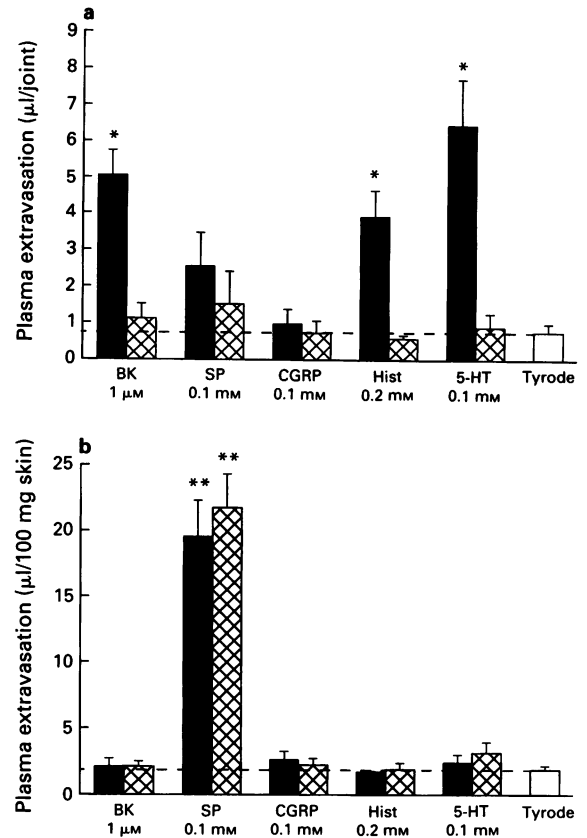 a
Plasma extravasation (μl/joint)
9
8
7
6
5
4
3
2
1
0
*
*
*
BK SP CGRP Hist 5-HT Tyrode
1 μM 0.1 mM 0.1 mM 0.2 mM 0.1 mM
b
Plasma extravasation (μl/100 mg skin)
25
20
15
10
5
0
** **
BK SP CGRP Hist 5-HT Tyrode
1 μM 0.1 mM 0.1 mM 0.2 mM 0.1 mM